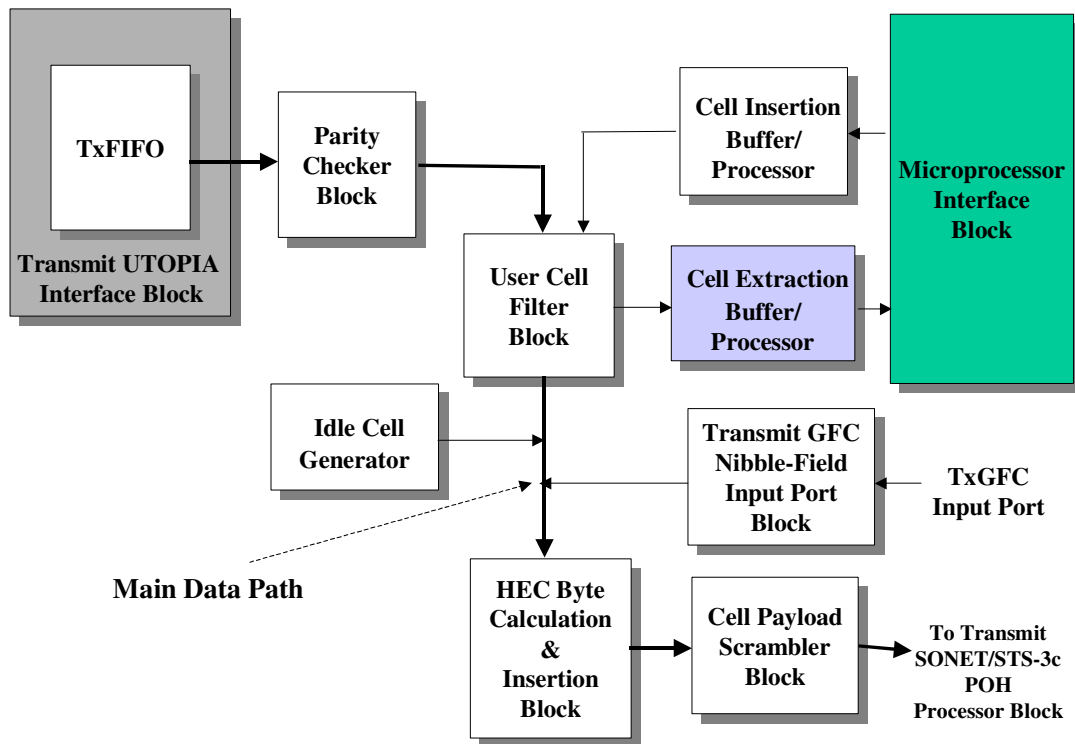 TxFIFO
Transmit UTOPIA
Interface Block
Parity
Checker
Block
Cell Insertion
Buffer/
Processor
Microprocessor
Interface
Block
User Cell
Filter
Block
Cell Extraction
Buffer/
Processor
Idle Cell
Generator
Transmit GFC
Nibble-Field
Input Port
Block
TxGFC
Input Port
Main Data Path
HEC Byte
Calculation
&
Insertion
Block
Cell Payload
Scrambler
Block
To Transmit
SONET/STS-3c
POH
Processor Block